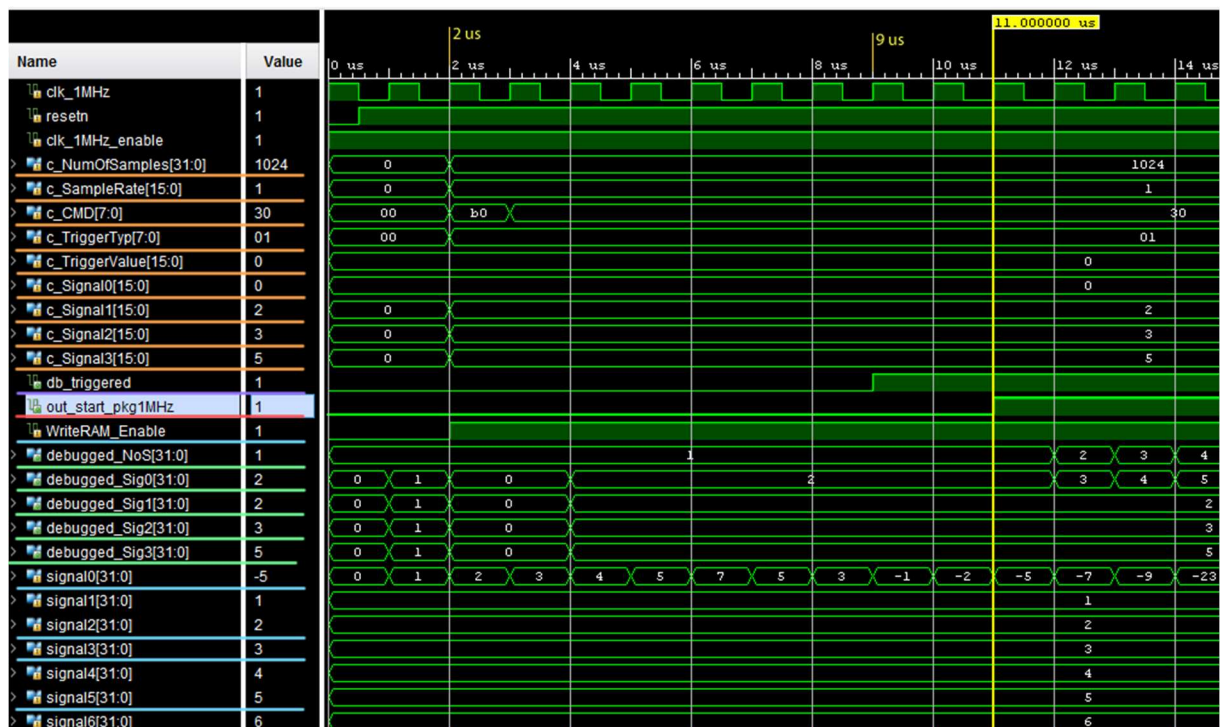 11.000000 us
2 us
9 us
Name Value
0 us 2 us 4 us 6 us 8 us 10 us 12 us 14 us
clk_1MHz 1
resetn 1
clk_1MHz_enable 1
c_NumOfSamples[31:0] 1024 0 1024
c_SampleRate[15:0] 1 0 1
c_CMD[7:0] 30 00 b0 30
c_TriggerTyp[7:0] 01 00 01
c_TriggerValue[15:0] 0 0
c_Signal0[15:0] 0 0
c_Signal1[15:0] 2 0 2
c_Signal2[15:0] 3 0 3
c_Signal3[15:0] 5 0 5
db_triggered 1
out_start_pkg1MHz 1
WriteRAM_Enable 1
debugged_NoS[31:0] 1 1 2 3 4
debugged_Sig0[31:0] 2 0 1 0 2 3 4 5
debugged_Sig1[31:0] 2 0 1 0 2
debugged_Sig2[31:0] 3 0 1 0 3
debugged_Sig3[31:0] 5 0 1 0 5
signal0[31:0] -5 0 1 2 3 4 5 7 5 3 -1 -2 -5 -7 -9 -23
signal1[31:0] 1 1
signal2[31:0] 2 2
signal3[31:0] 3 3
signal4[31:0] 4 4
signal5[31:0] 5 5
signal6[31:0] 6 6